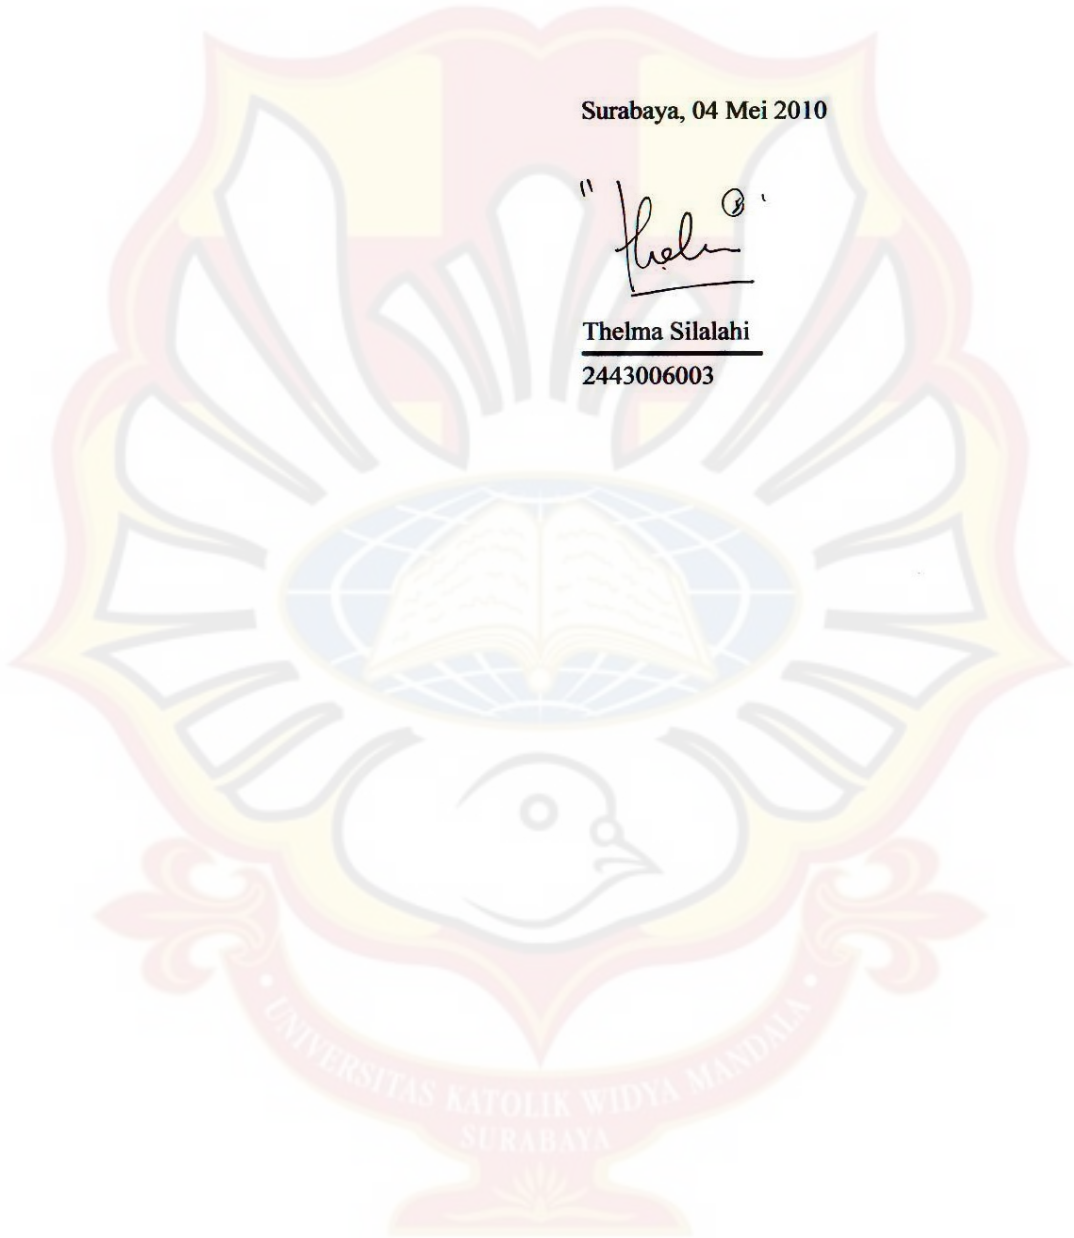 Surabaya, 04 Mei 2010
Thelma Silalahi
2443006003
UNIVERSITAS KATOLIK WIDYA MANDALA
SURABAYA